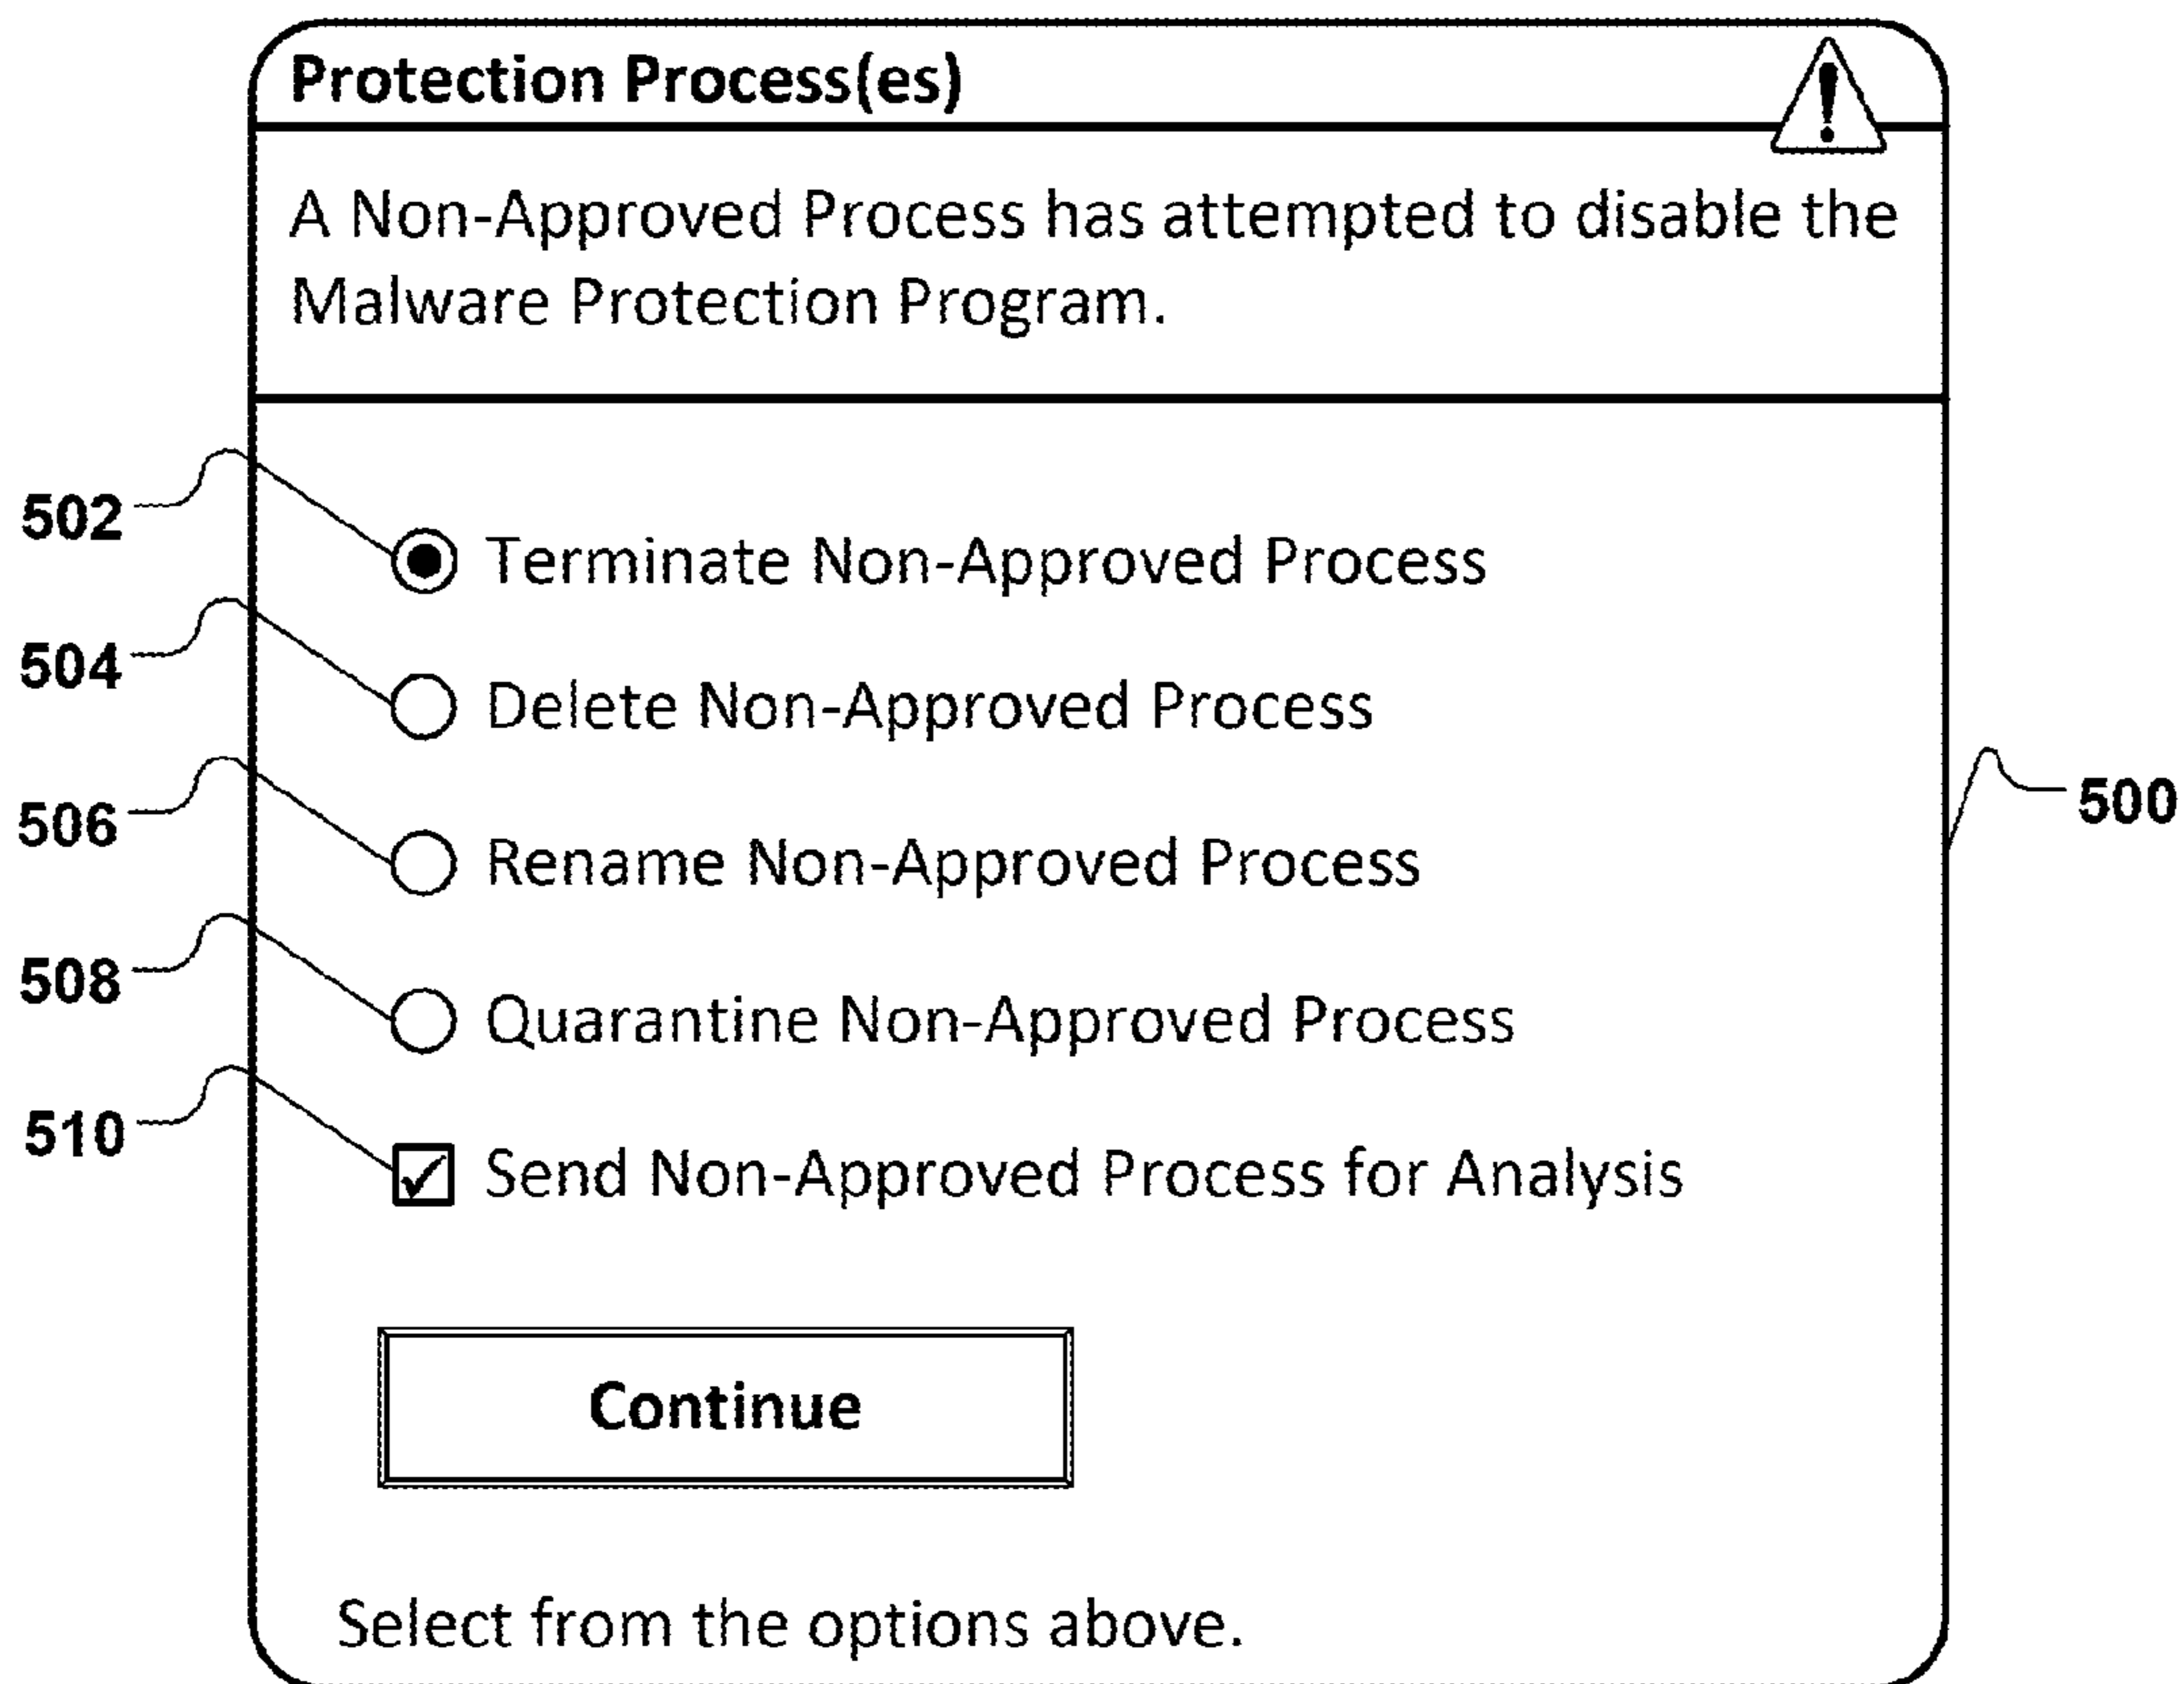 Protection Process(es)
A Non-Approved Process has attempted to disable the
Malware Protection Program.
502
Terminate Non-Approved Process
504
Delete Non-Approved Process
506
Rename Non-Approved Process
500
508
Quarantine Non-Approved Process
510
Send Non-Approved Process for Analysis
Continue
Select from the options above.